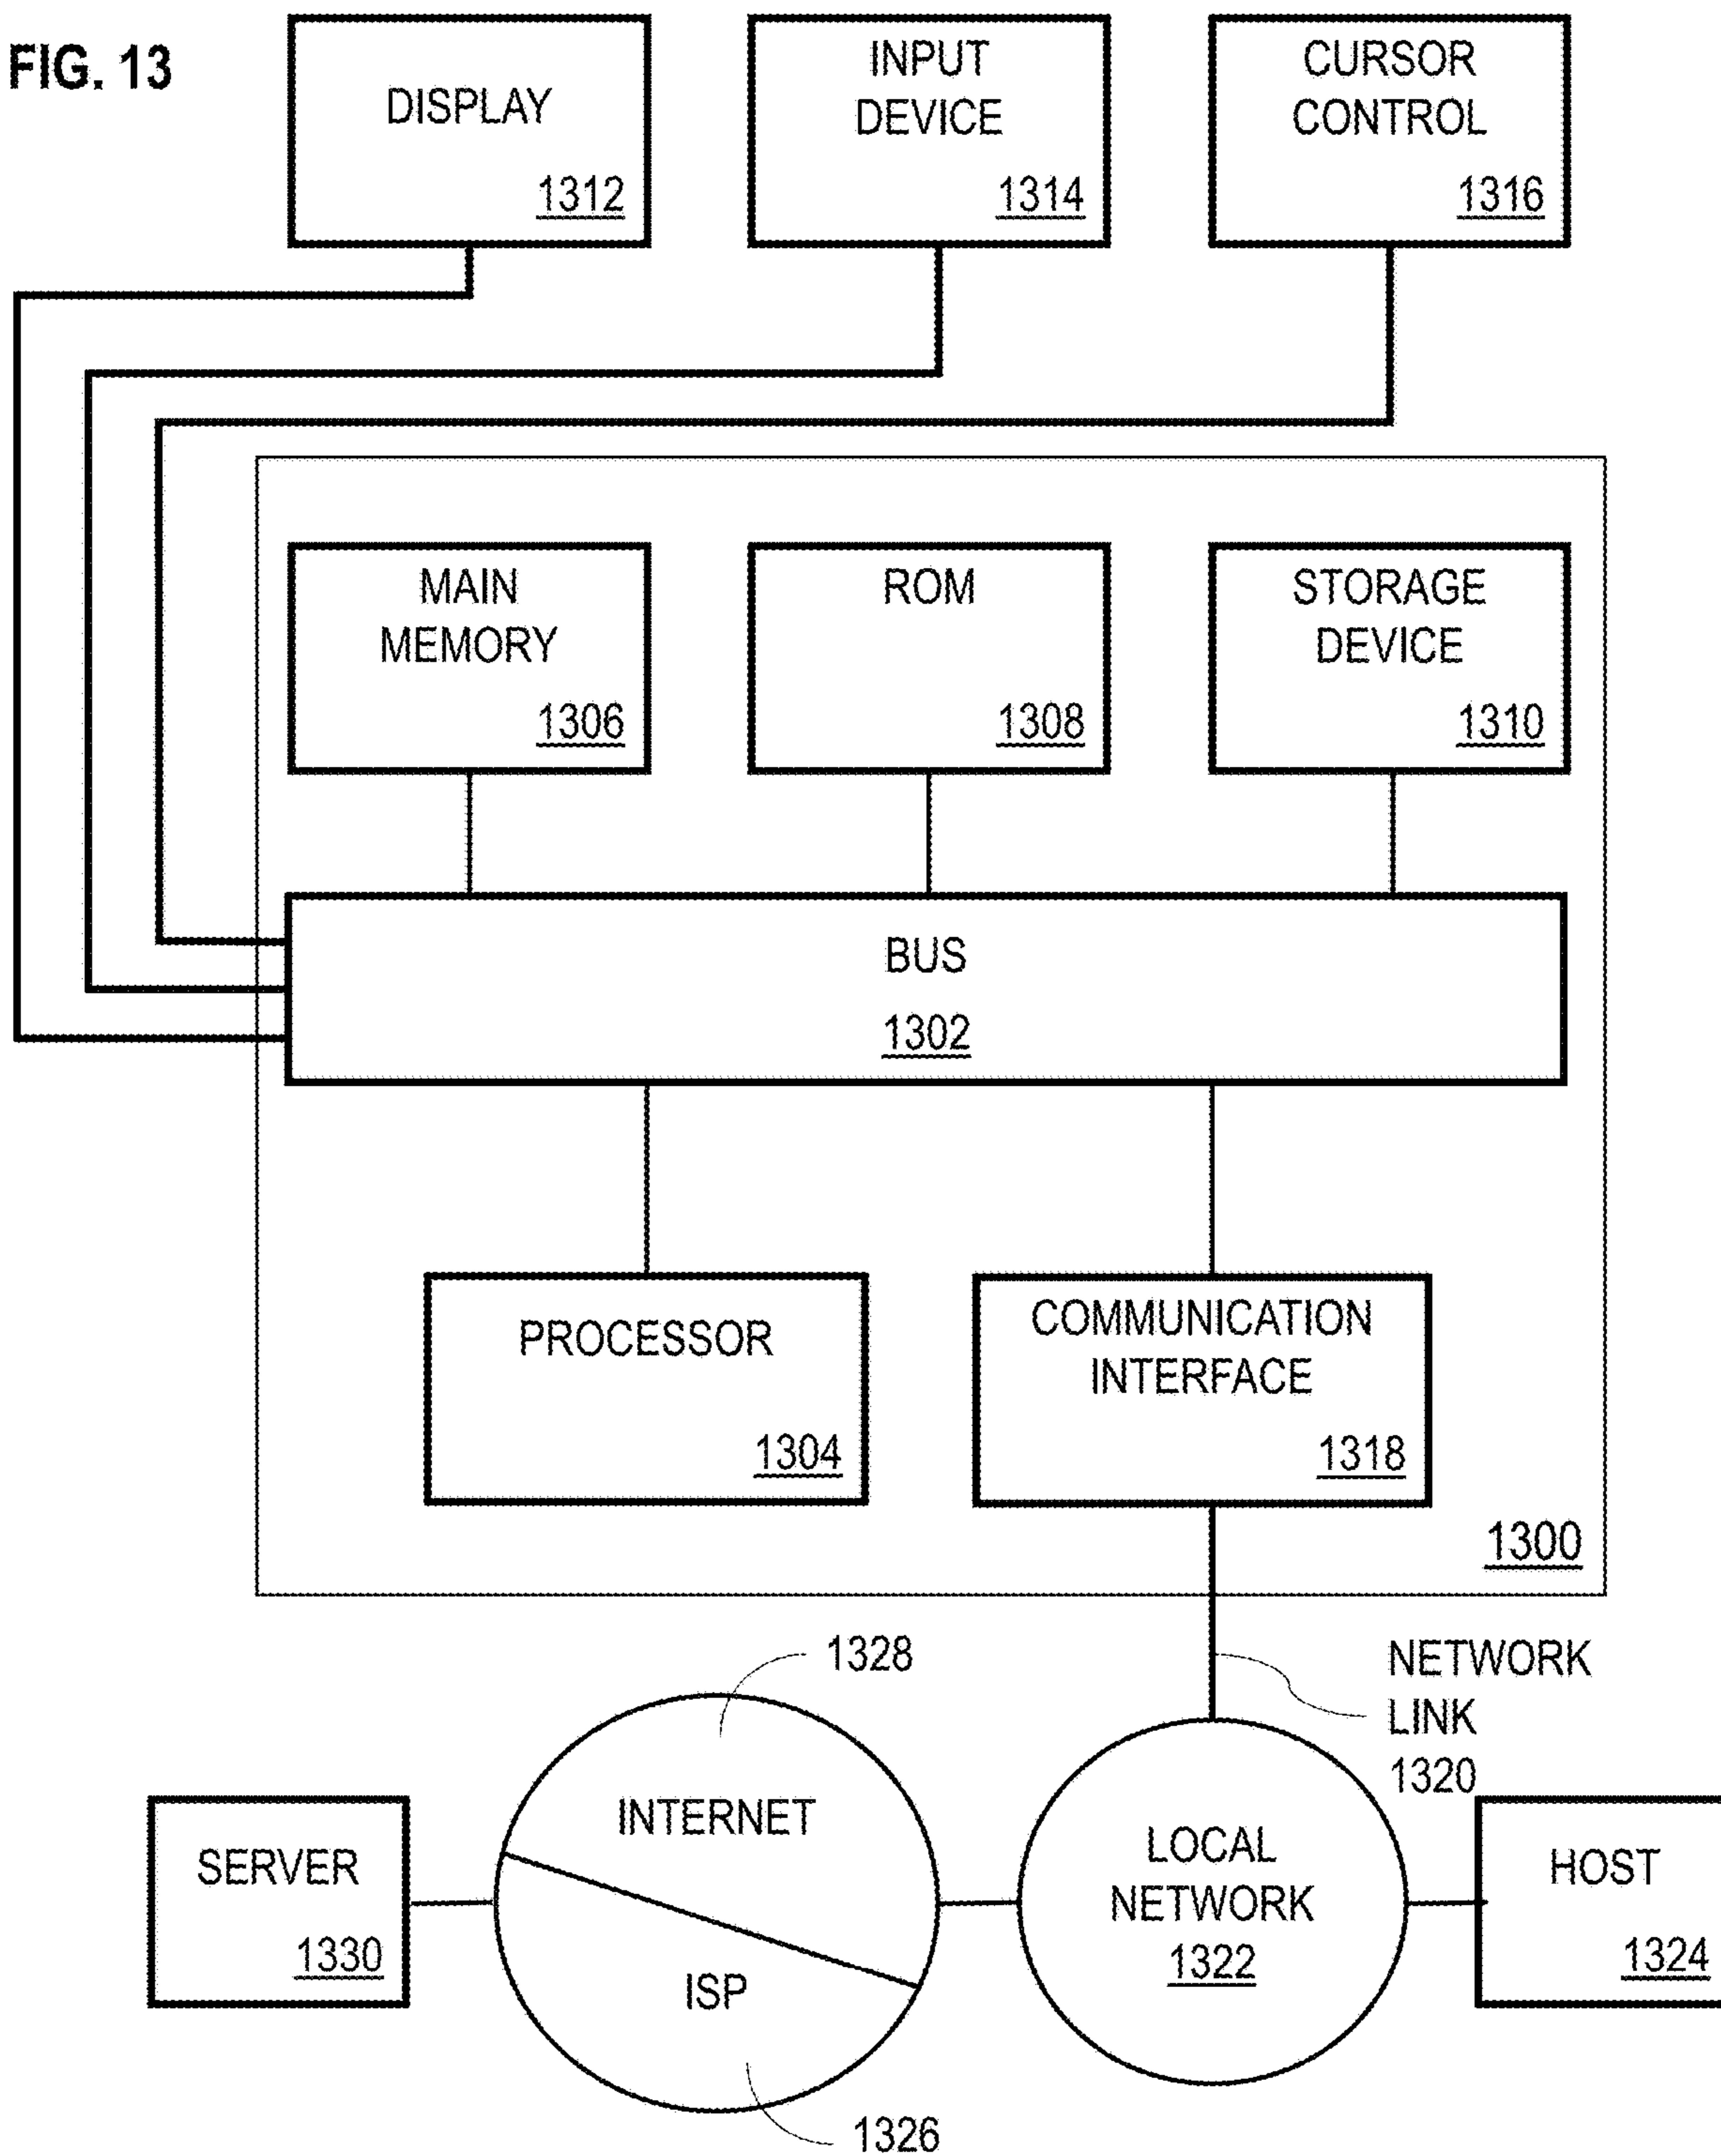 FIG. 13
DISPLAY
1312
INPUT
DEVICE
1314
CURSOR
CONTROL
1316
MAIN
MEMORY
1306
ROM
1308
STORAGE
DEVICE
1310
BUS
1302
PROCESSOR
1304
COMMUNICATION
INTERFACE
1318
1300
1328
NETWORK
LINK
1320
INTERNET
ISP
1326
SERVER
1330
LOCAL
NETWORK
1322
HOST
1324